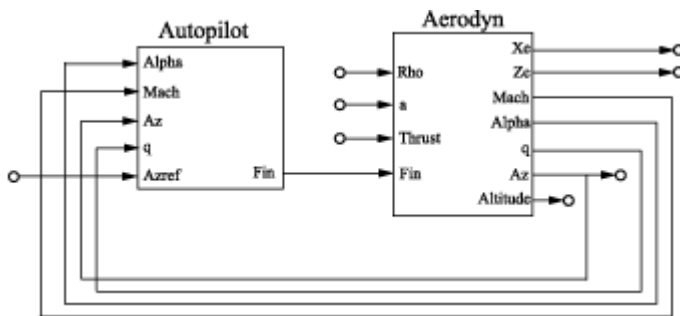 Autopilot
Alpha
Mach
Az
q
Azref
Fin
Aerodyn
Rho
a
Thrust
Fin
Xe
Ze
Mach
Alpha
q
Az
Altitude